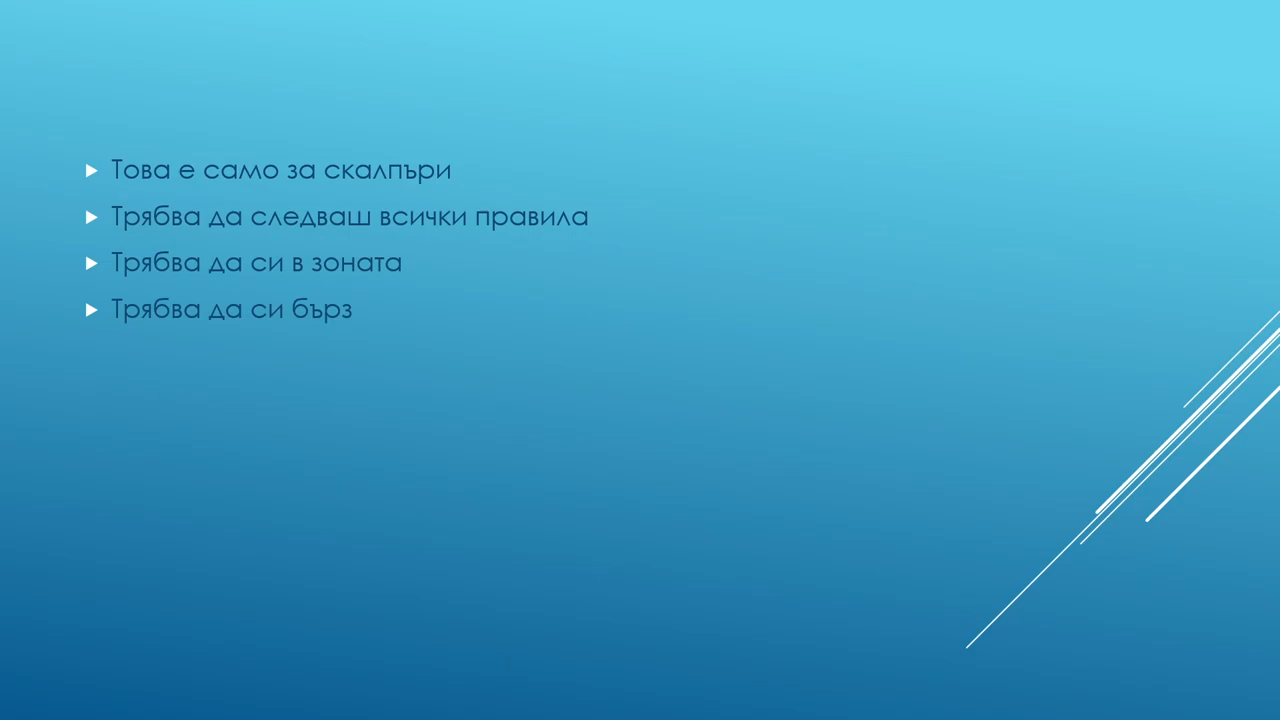 Това е само за скалпъри
Трябва да следваш всички правила
Трябва да си в зоната
Трябва да си бърз